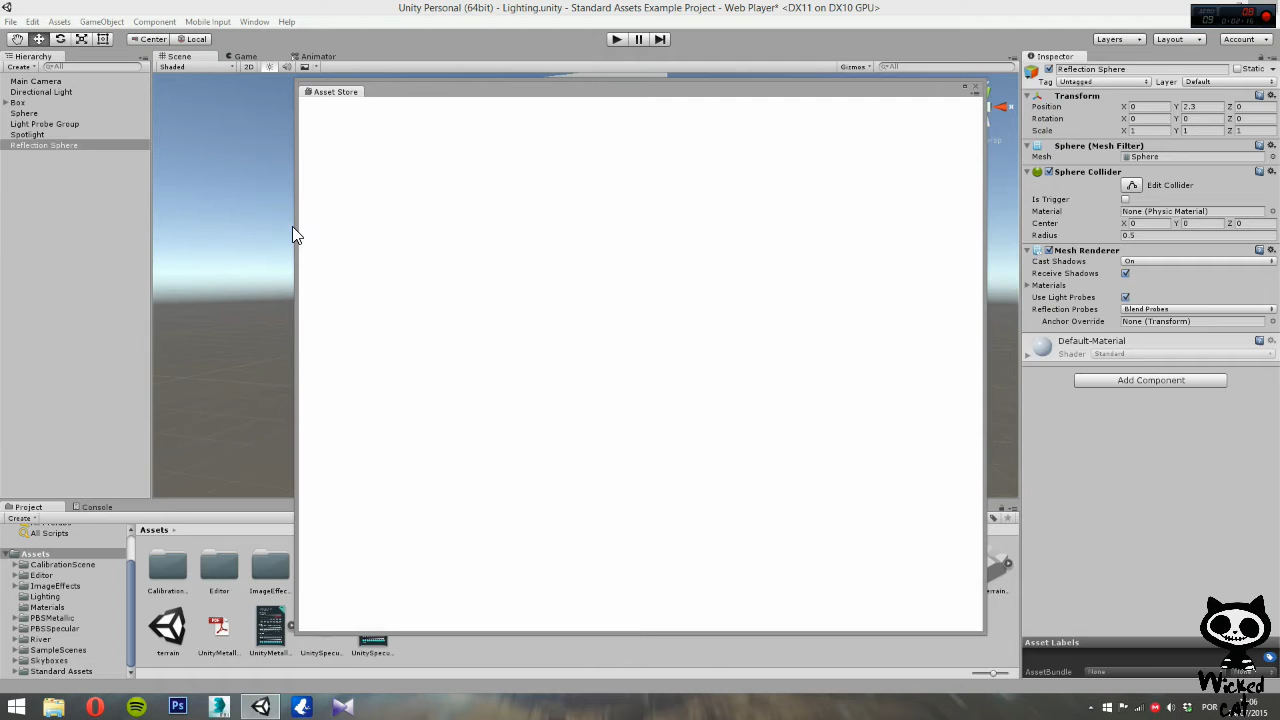 Unity Personal (64bit) - Lighting.unity - Standard Assets Example Project - Web Player* <DX11 on DX10 GPU>
File Edit Assets GameObject Component Mobile Input Window Help
Center Local Layers Layout Account
Hierarchy
Create All
Main Camera
Directional Light
Box
Sphere
Light Probe Group
Spotlight
Reflection Sphere
Scene Game Animator
Shaded 2D Gizmos All
Asset Store
Inspector
Reflection Sphere Static
Tag Untagged Layer Default
Transform
Position X 0 Y 2.3 Z 0
Rotation X 0 Y 0 Z 0
Scale X 1 Y 1 Z 1
Sphere (Mesh Filter)
Mesh Sphere
Sphere Collider
Edit Collider
Is Trigger
Material None (Physic Material)
Center X 0 Y 0 Z 0
Radius 0.5
Mesh Renderer
Cast Shadows On
Receive Shadows
Materials
Use Light Probes
Reflection Probes Blend Probes
Anchor Override None (Transform)
Default-Material
Shader Standard
Add Component
Project Console
Create
All Scripts
Assets
CalibrationScene
Editor
ImageEffects
Lighting
Materials
PBSMetallic
PBSSpecular
River
SampleScenes
Skyboxes
Standard Assets
Assets
Calibration... Editor ImageEffec...
terrain UnityMetall... UnityMetall... UnitySpecu... UnitySpecu...
Asset Labels
AssetBundle None
Wicked cat
POR